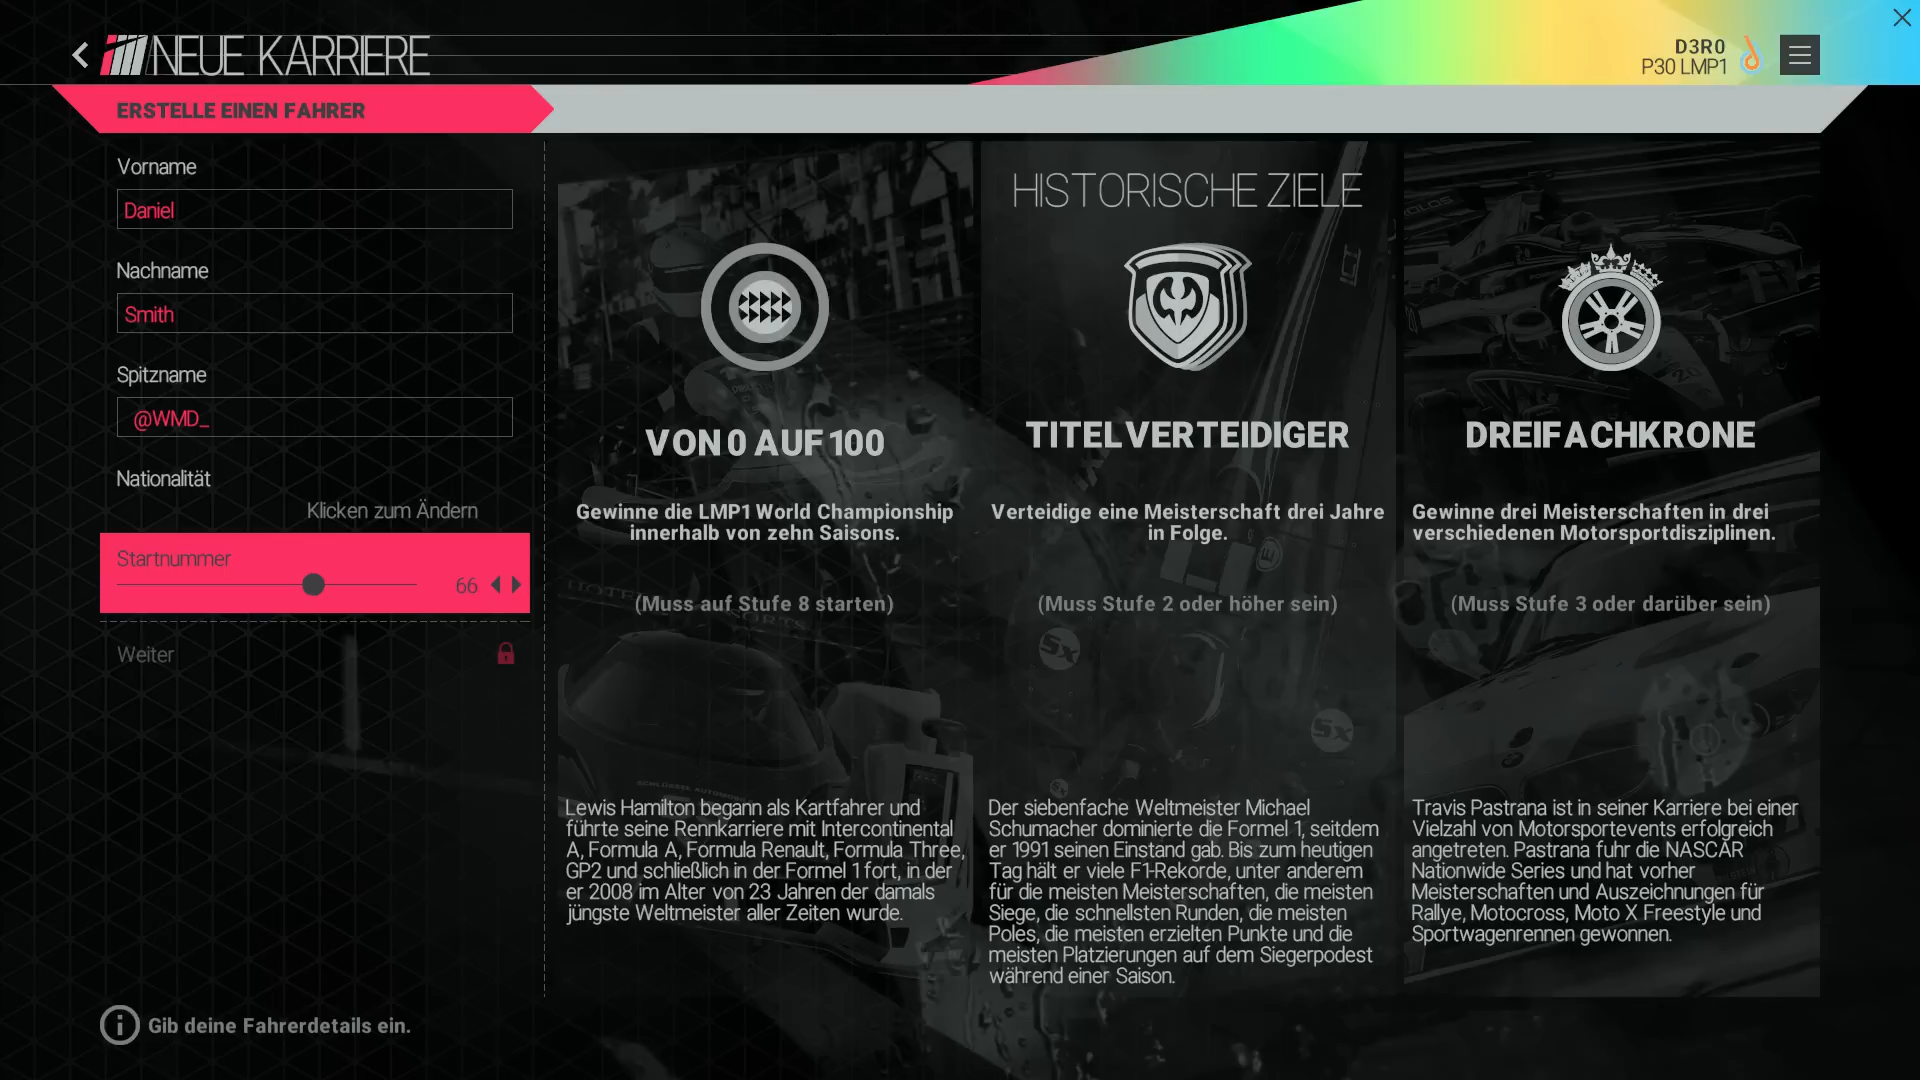 NEUE KARRIERE
D3R0
P30 LMP1
ERSTELLE EINEN FAHRER
Vorname
Daniel
Nachname
Smith
Spitzname
@WMD_
Nationalität
Klicken zum Ändern
Startnummer
66
Weiter
HISTORISCHE ZIELE
VON 0 AUF 100
Gewinne die LMP1 World Championship
innerhalb von zehn Saisons.
(Muss auf Stufe 8 starten)
Lewis Hamilton begann als Kartfahrer und
führte seine Rennkarriere mit Intercontinental
A, Formula A, Formula Renault, Formula Three,
GP2 und schließlich in der Formel 1 fort, in der
er 2008 im Alter von 23 Jahren der damals
jüngste Weltmeister aller Zeiten wurde.
TITELVERTEIDIGER
Verteidige eine Meisterschaft drei Jahre
in Folge.
(Muss Stufe 2 oder höher sein)
Der siebenfache Weltmeister Michael
Schumacher dominierte die Formel 1, seitdem
er 1991 seinen Einstand gab. Bis zum heutigen
Tag hält er viele F1-Rekorde, unter anderem
für die meisten Meisterschaften, die meisten
Siege, die schnellsten Runden, die meisten
Poles, die meisten erzielten Punkte und die
meisten Platzierungen auf dem Siegerpodest
während einer Saison.
DREIFACHKRONE
Gewinne drei Meisterschaften in drei
verschiedenen Motorsportdisziplinen.
(Muss Stufe 3 oder darüber sein)
Travis Pastrana ist in seiner Karriere bei einer
Vielzahl von Motorsportevents erfolgreich
angetreten. Pastrana fuhr die NASCAR
Nationwide Series und hat vorher
Meisterschaften und Auszeichnungen für
Rallye, Motocross, Moto X Freestyle und
Sportwagenrennen gewonnen.
Gib deine Fahrerdetails ein.